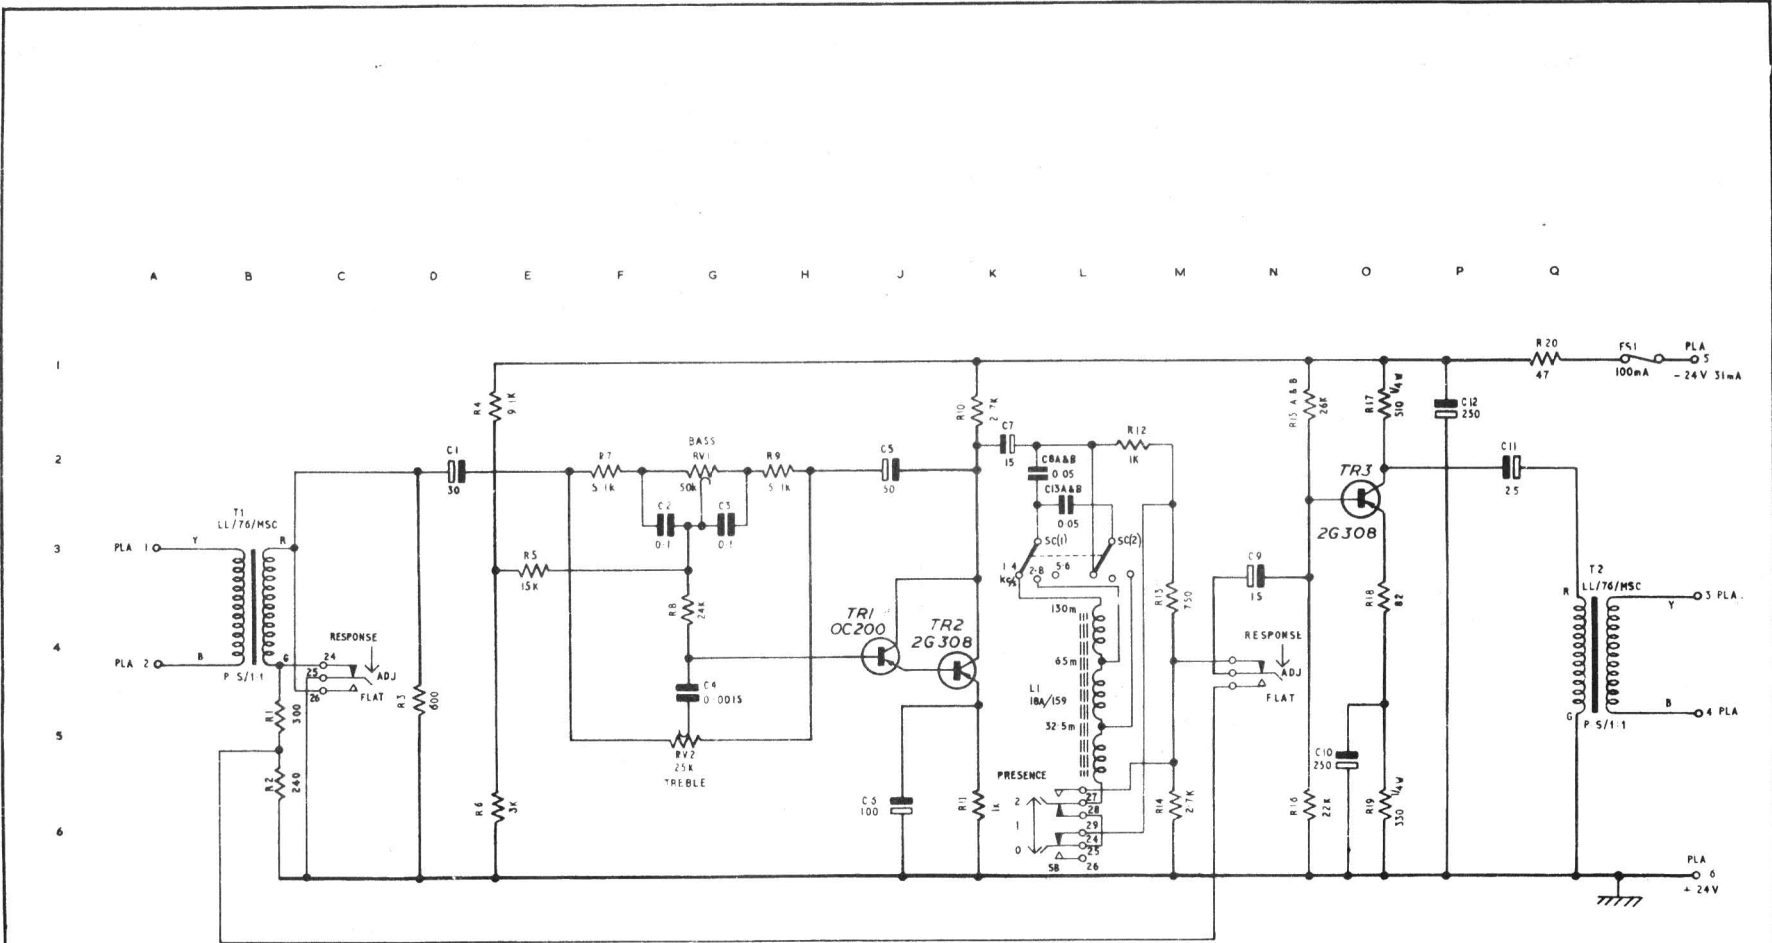 A B C D E F G H J K L M N O P Q
1
2
3
4
5
6
PLA 1
Y
T1
LL/76/MSC
R
PLA 2
B
G
P S/1:1
RESPONSE
24
25
26
ADJ
FLAT
R1
300
R2
240
R3
600
C1
30
R4
9.1K
R5
15K
R6
3K
R7
5.1K
BASS
RV1
50k
R9
5.1K
C2
0.1
C3
0.1
R8
24K
C4
0.0015
RV2
25K
TREBLE
C5
50
TR1
OC200
TR2
2G308
100
R10
2.7K
R11
1K
C7
15
C8A&B
0.05
C13A&B
0.05
R12
1K
SC(1)
SC(2)
1.4
2.8
5.6
kc/s
130m
65m
32.5m
L1
18A/159
PRESENCE
2
1
0
27
28
29
24
25
26
SB
R13
750
R14
2.7K
C9
15
RESPONSE
ADJ
FLAT
R15 A & B
26K
R16
22K
R17
510
1/4W
TR3
2G308
R18
82
C10
250
R19
330
1/4W
C12
250
C11
25
R20
47
FS1
100mA
PLA
5
-24V 31mA
T2
LL/76/MSC
R
G
P S/1:1
Y
3 PLA.
B
4 PLA
PLA
6
+ 24V